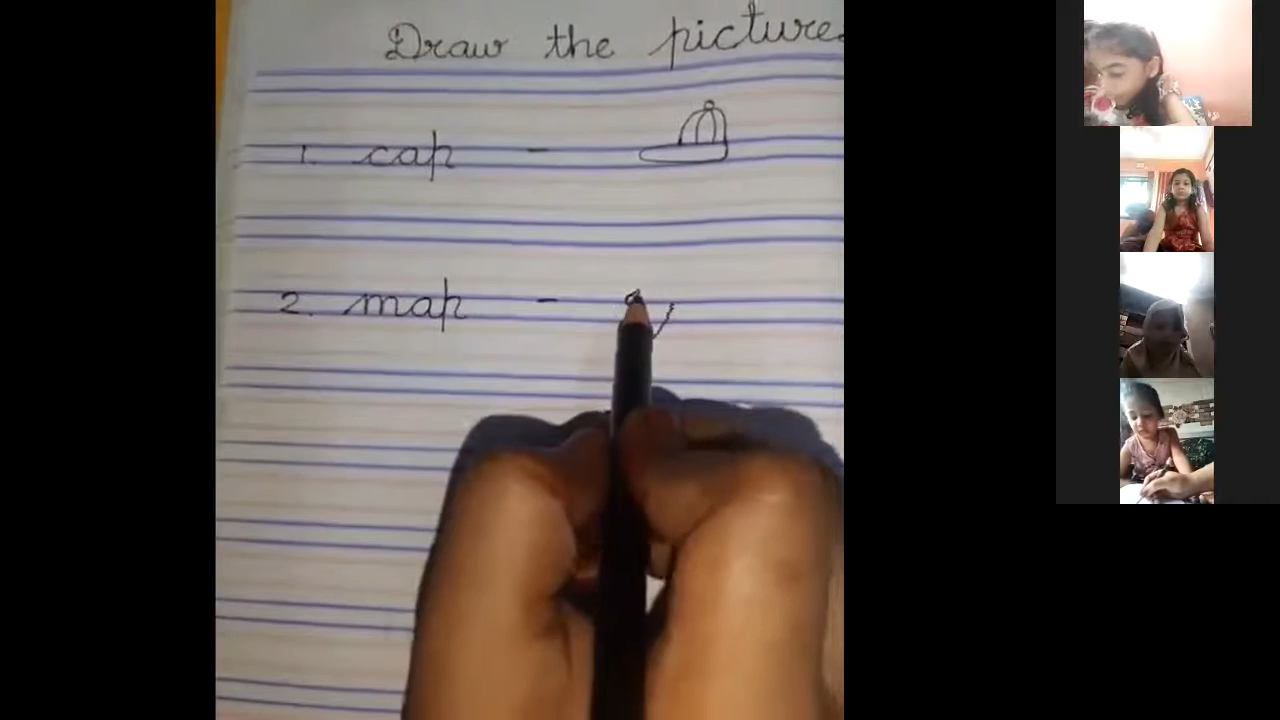 Draw the picture
1. cap -
2. map -